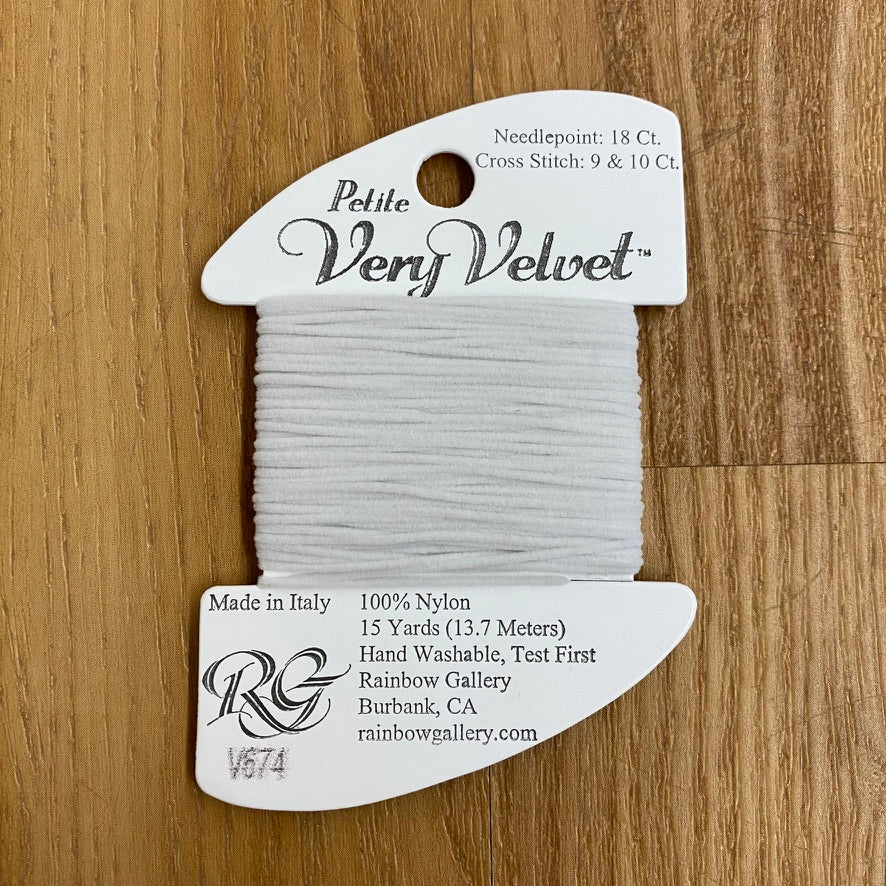 Needlepoint: 18 Ct.
Cross Stitch: 9 & 10 Ct.
Petite
Very Velvet™
Made in Italy
100% Nylon
15 Yards (13.7 Meters)
Hand Washable, Test First
Rainbow Gallery
Burbank, CA
rainbowgallery.com
RG
V674